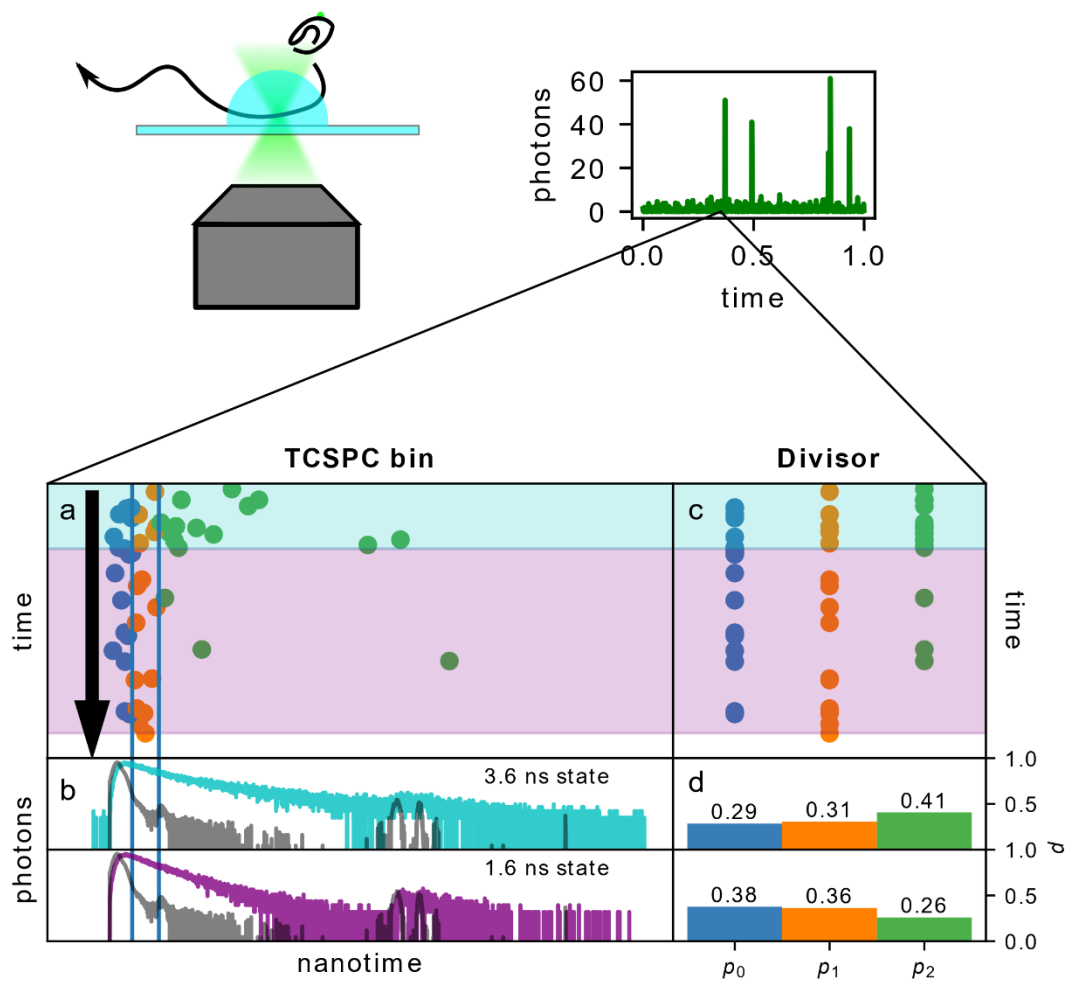 photons
60
40
20
0
0.0 0.5 1.0
time
TCSPC bin Divisor
a c
time
time
1.0
b 3.6 ns state d
0.29 0.31 0.41
0.5
photons
1.0
p
1.6 ns state
0.38 0.36 0.26
0.5
0.0
nanotime
p0 p1 p2